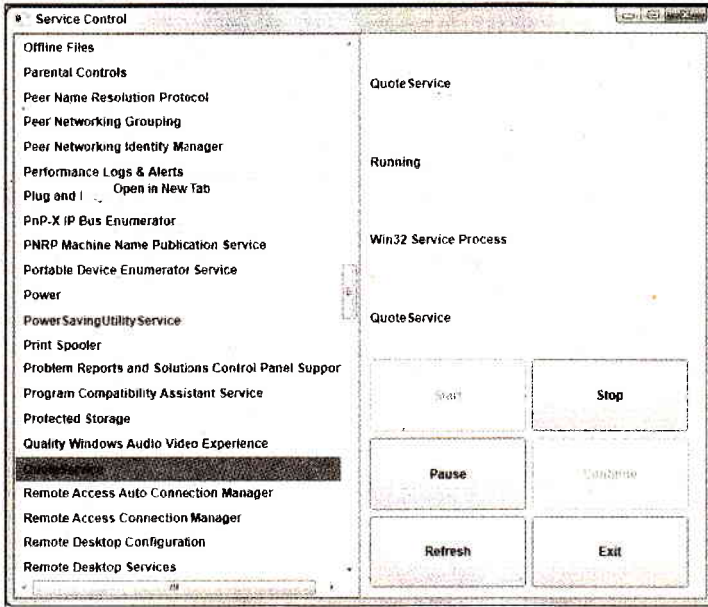 Service Control
Offline Files
Parental Controls
Peer Name Resolution Protocol
Peer Networking Grouping
Peer Networking Identity Manager
Performance Logs & Alerts
Plug and
Open in New Tab
PnP-X IP Bus Enumerator
PNRP Machine Name Publication Service
Portable Device Enumerator Service
Power
PowerSavingUtilityService
Print Spooler
Problem Reports and Solutions Control Panel Suppor
Program Compatibility Assistant Service
Protected Storage
Quality Windows Audio Video Experience
QuoteService
Remote Access Auto Connection Manager
Remote Access Connection Manager
Remote Desktop Configuration
Remote Desktop Services
QuoteService
Running
Win32 Service Process
QuoteService
Start
Stop
Pause
Continue
Refresh
Exit